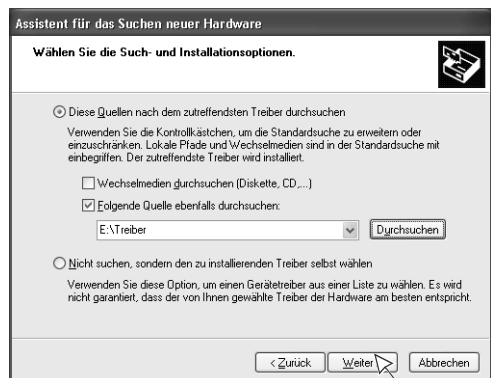 Assistent für das Suchen neuer Hardware
Wählen Sie die Such- und Installationsoptionen.
Diese Quellen nach dem zutreffendsten Treiber durchsuchen
Verwenden Sie die Kontrollkästchen, um die Standardsuche zu erweitern oder
einzuschränken. Lokale Pfade und Wechselmedien sind in der Standardsuche mit
einbegriffen. Der zutreffendste Treiber wird installiert.
Wechselmedien durchsuchen (Diskette, CD,...)
Folgende Quelle ebenfalls durchsuchen:
E:\Treiber
Durchsuchen
Nicht suchen, sondern den zu installierenden Treiber selbst wählen
Verwenden Sie diese Option, um einen Gerätetreiber aus einer Liste zu wählen. Es wird
nicht garantiert, dass der von Ihnen gewählte Treiber der Hardware am besten entspricht.
< Zurück Weiter > Abbrechen